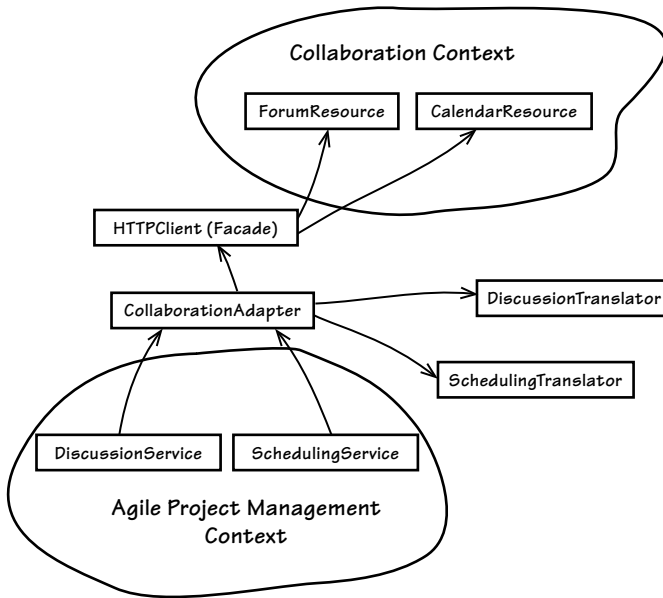 Collaboration Context
ForumResource
CalendarResource
HTTPClient (Facade)
CollaborationAdapter
DiscussionTranslator
SchedulingTranslator
DiscussionService
SchedulingService
Agile Project Management
Context